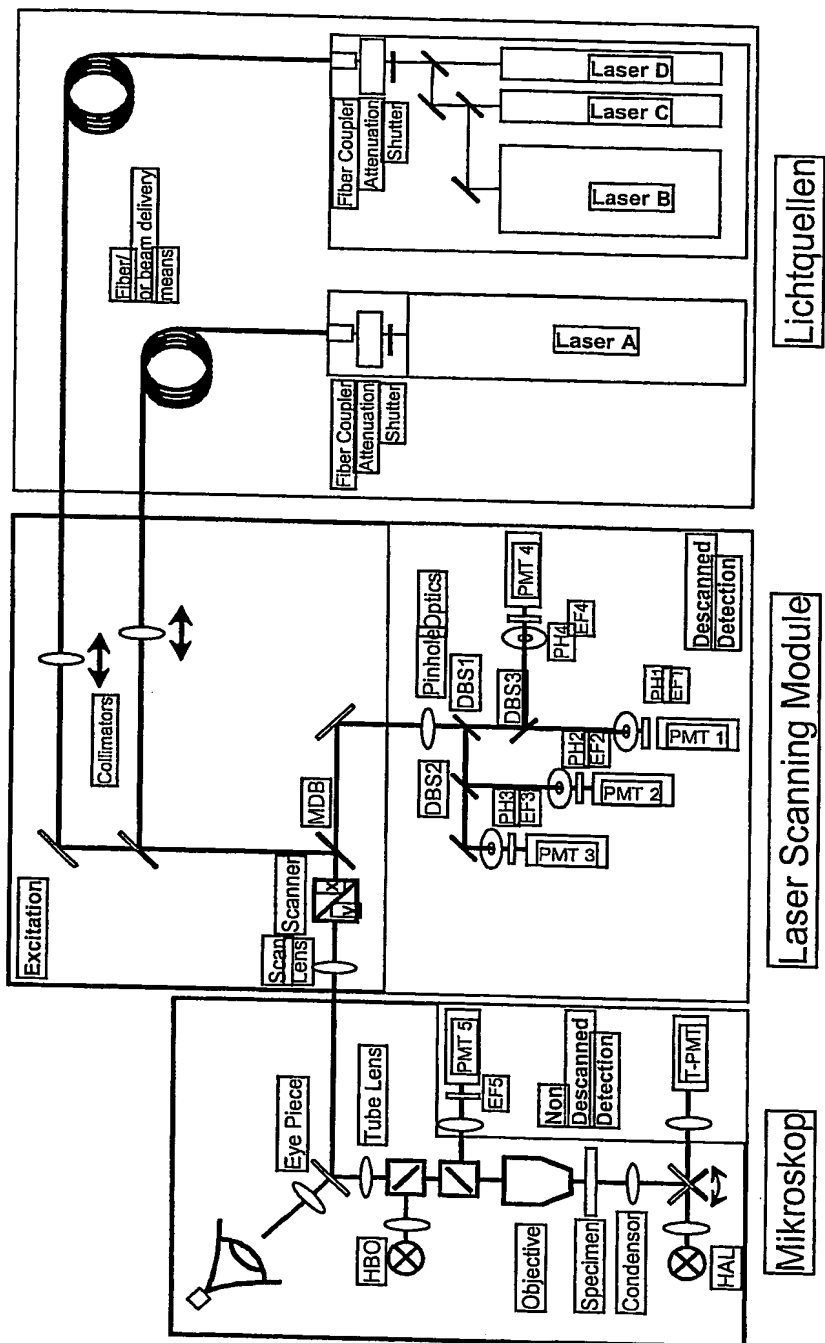 Lichtquellen
Laser D
Laser C
Laser B
Fiber Coupler
Attenuation
Shutter
Fiber/
or beam delivery
means
Laser A
Fiber Coupler
Attenuation
Shutter
Laser Scanning Module
Excitation
Collimators
Scanner
x
y
Scan
Lens
MDB
PinholeOptics
DBS1
DBS2
DBS3
PMT 4
EF4
PH4
PH1
EF1
PMT 1
PH2
EF2
PMT 2
PH3
EF3
PMT 3
Descanned
Detection
Mikroskop
Eye Piece
Tube Lens
HBO
PMT 5
EF5
Non
Descanned
Detection
Objective
Specimen
Condensor
T-PMT
HAL